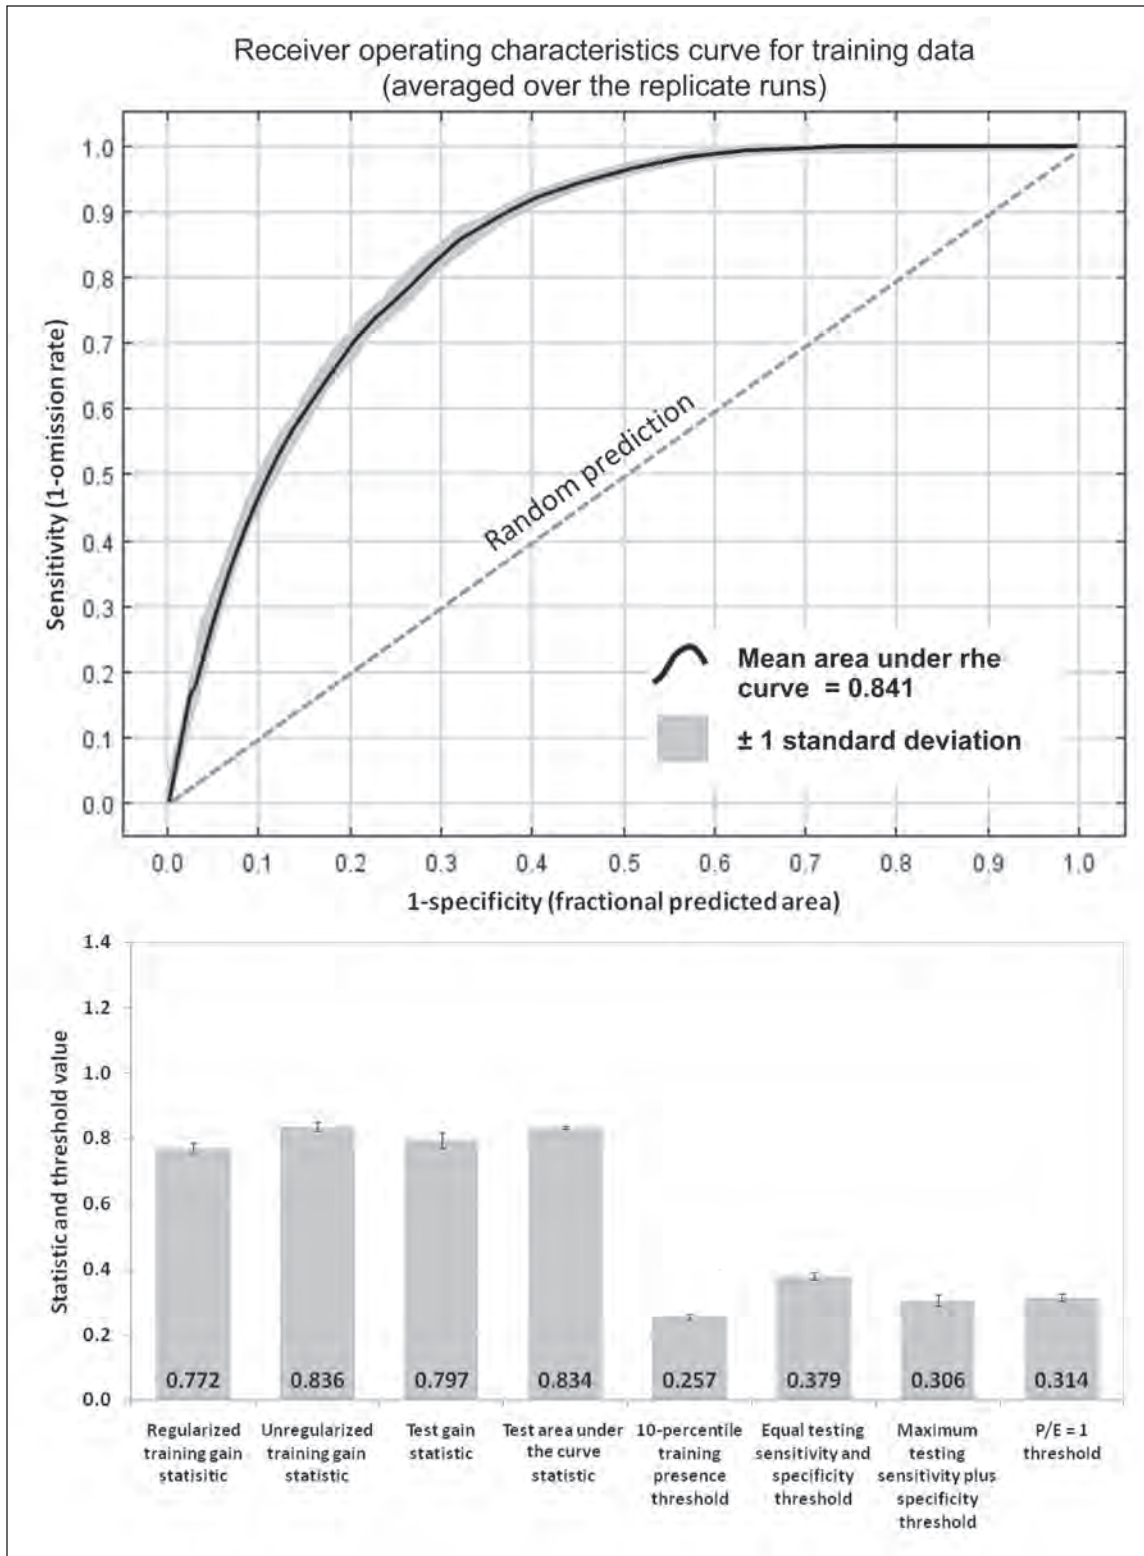 Receiver operating characteristics curve for training data
(averaged over the replicate runs)
Sensitivity (1-omission rate)
1.0
0.9
0.8
0.7
0.6
0.5
0.4
0.3
0.2
0.1
0.0
Random prediction
Mean area under rhe
curve = 0.841
± 1 standard deviation
0.0 0.1 0.2 0.3 0.4 0.5 0.6 0.7 0.8 0.9 1.0
1-specificity (fractional predicted area)
Statistic and threshold value
1.4
1.2
1.0
0.8
0.6
0.4
0.2
0.0
0.772 0.836 0.797 0.834 0.257 0.379 0.306 0.314
Regularized
training gain
statisitic
Unregularized
training gain
statistic
Test gain
statistic
Test area under
the curve
statistic
10-percentile
training
presence
threshold
Equal testing
sensitivity and
specificity
threshold
Maximum
testing
sensitivity plus
specificity
threshold
P/E = 1
threshold